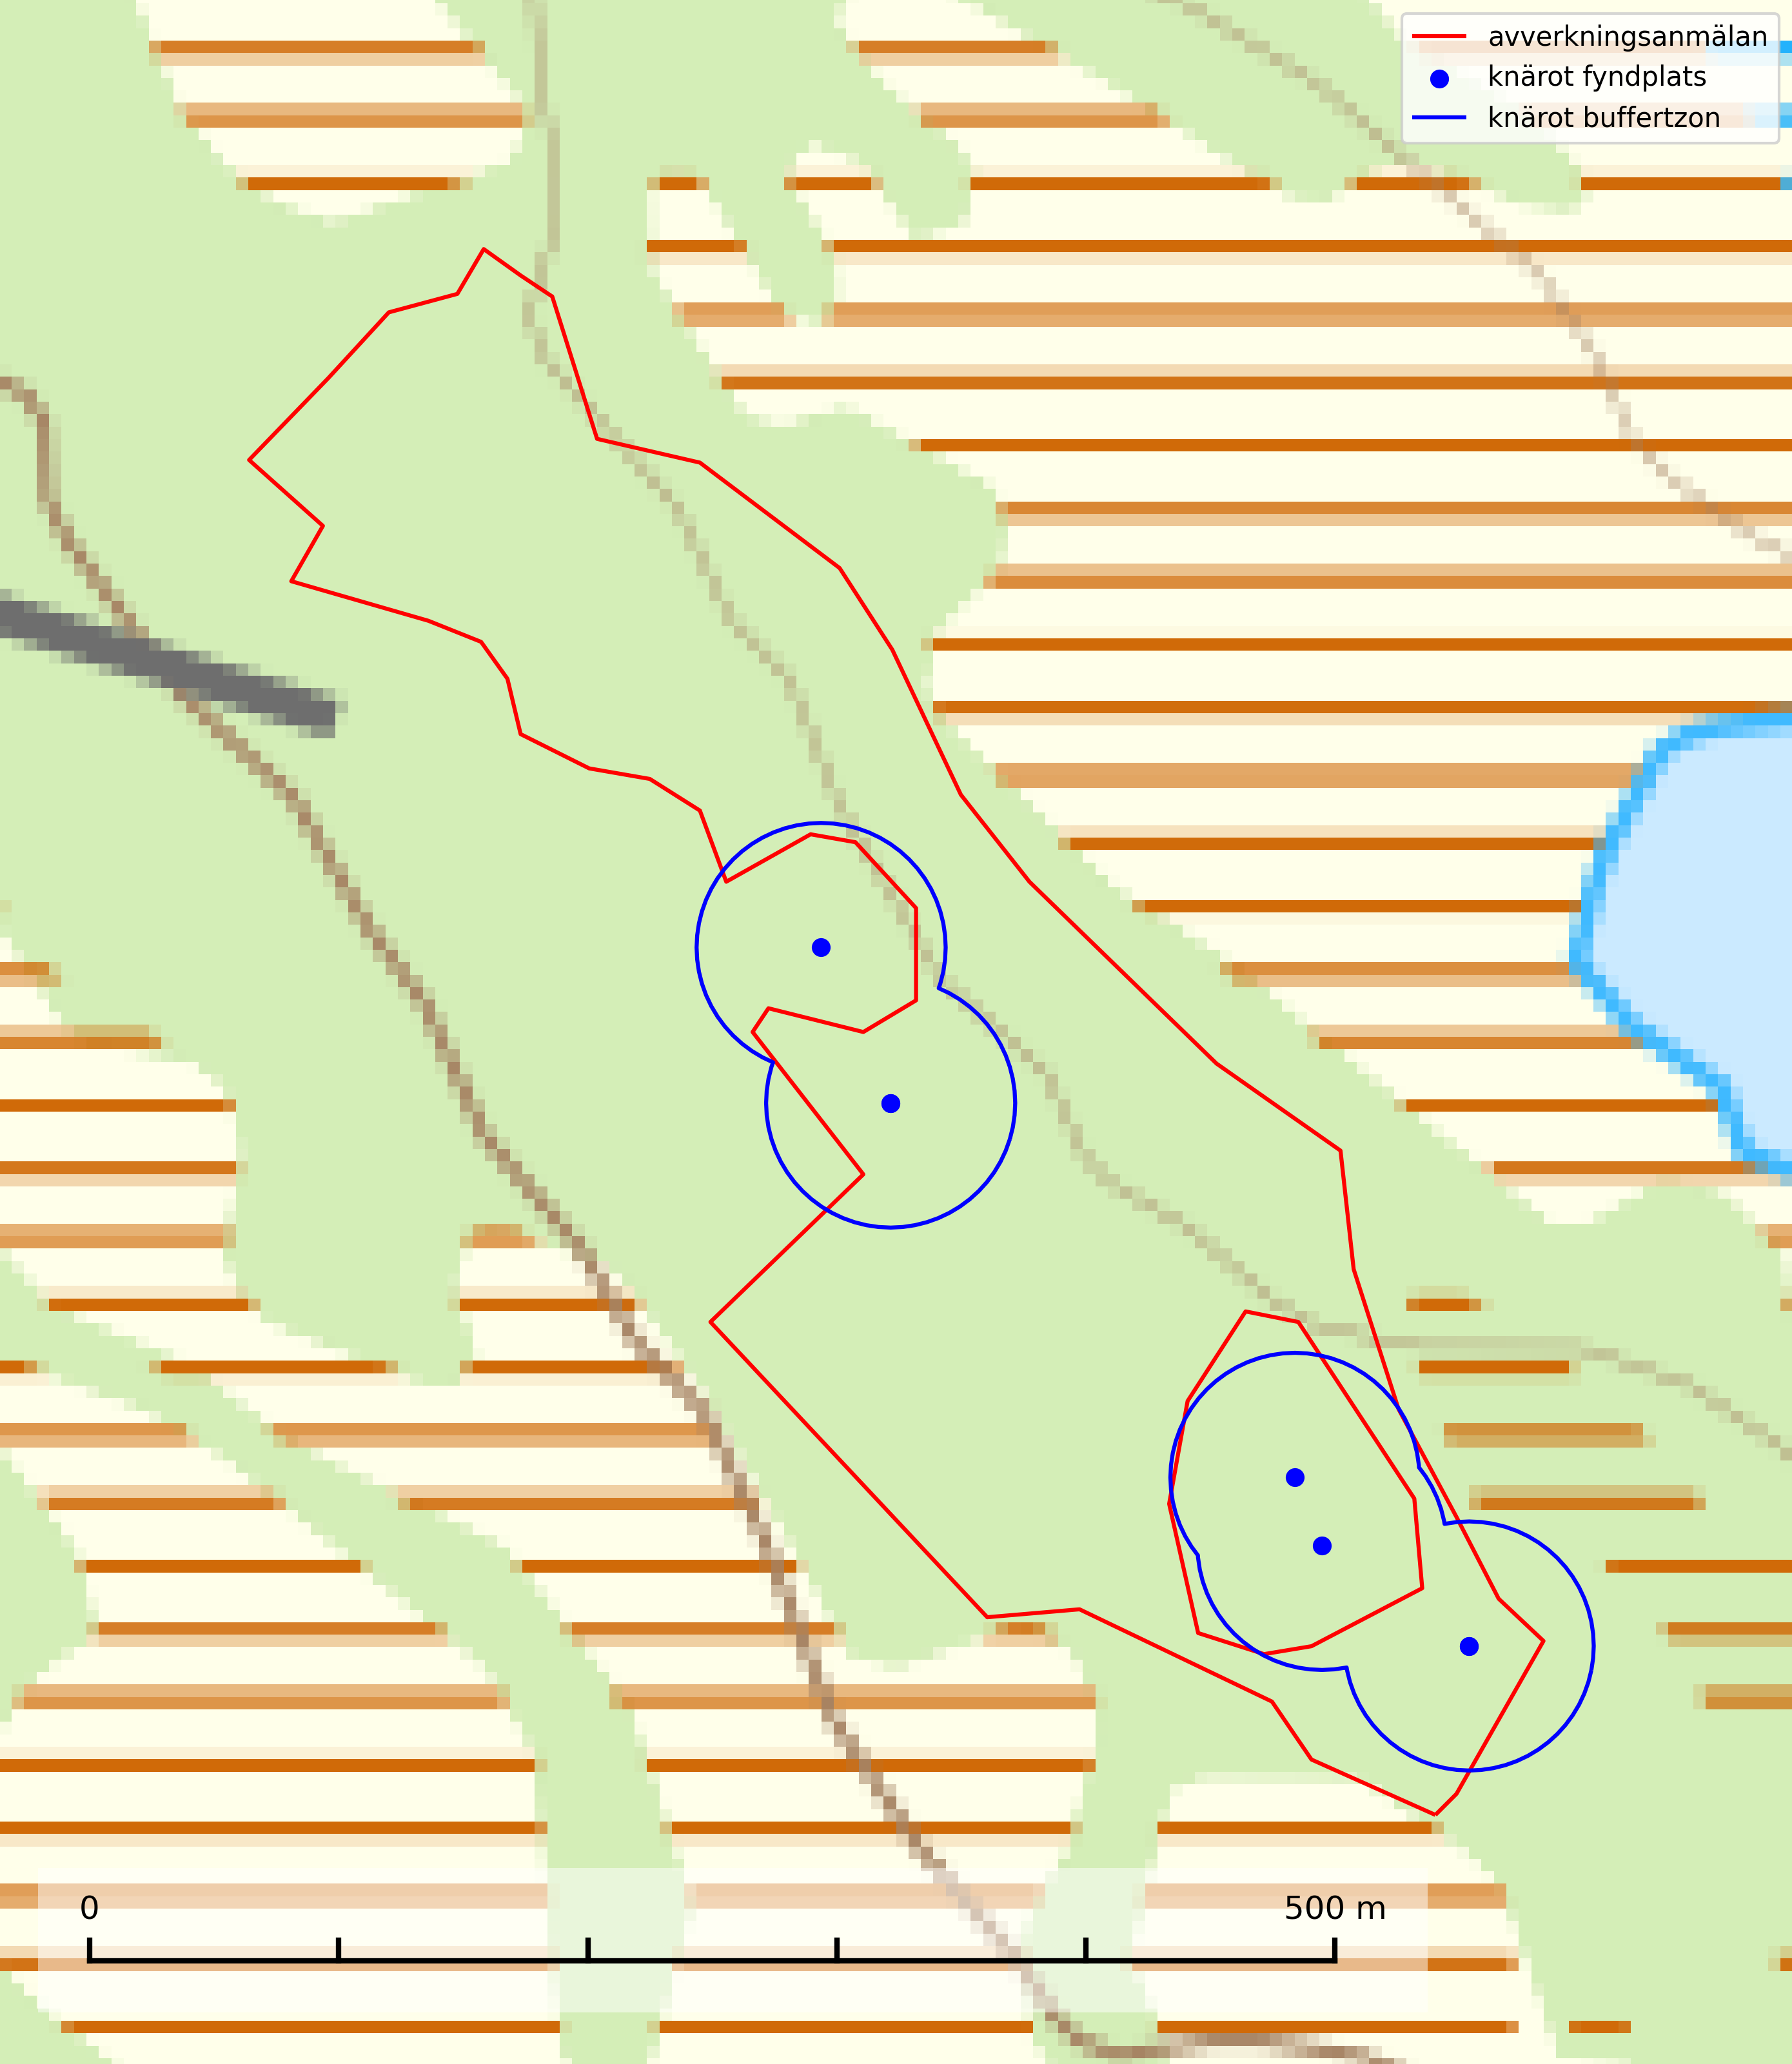 avverkningsanmälan
knärot fyndplats
knärot buffertzon
0 500 m